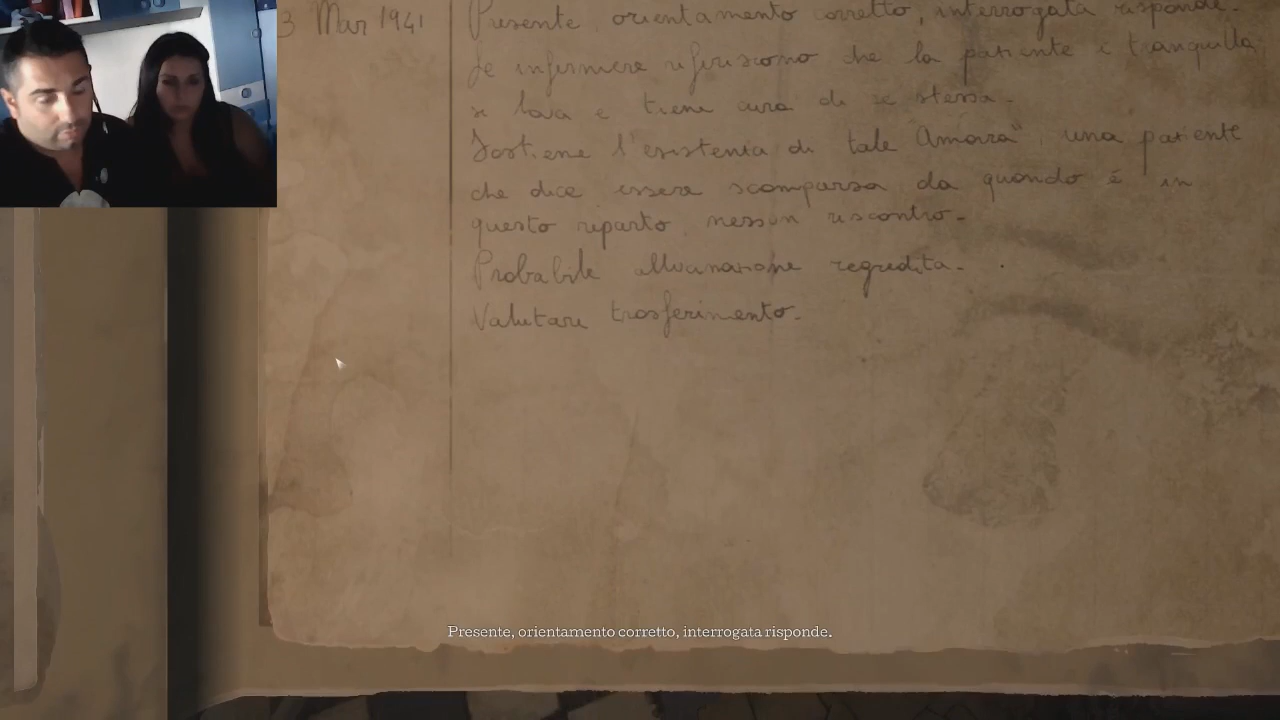 3 Mar 1941
Presente, orientamento corretto, interrogata risponde.
Le infermiere riferiscono che la paziente è tranquilla,
si lava e tiene cura di se stessa.
Sostiene l'esistenza di tale "Amara", una paziente
che dice essere scomparsa da quando è in
questo reparto, nessun riscontro.
Probabile allucinazione regredita.
Valutare trasferimento.
Presente, orientamento corretto, interrogata risponde.